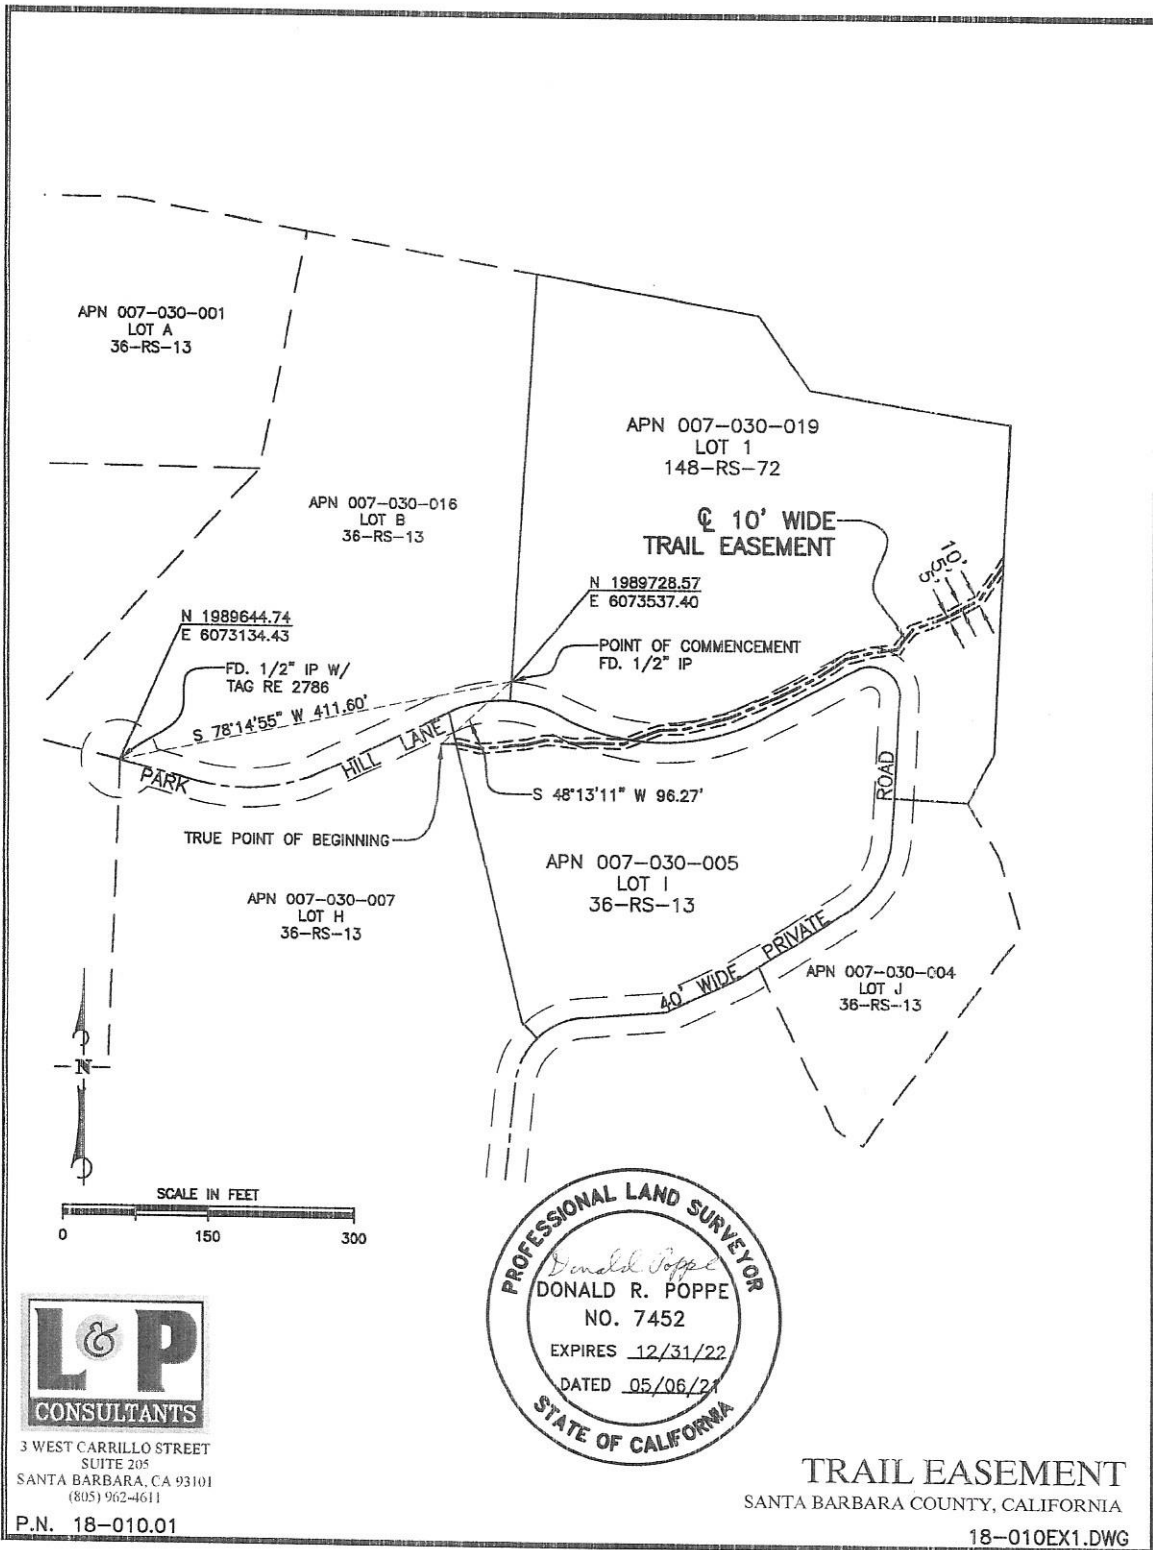 APN 007-030-001
LOT A
36-RS-13
APN 007-030-019
LOT 1
148-RS-72
APN 007-030-016
LOT B
36-RS-13
℄ 10' WIDE
TRAIL EASEMENT
10'
5'
5'
N 1989728.57
E 6073537.40
N 1989644.74
E 6073134.43
POINT OF COMMENCEMENT
FD. 1/2" IP
FD. 1/2" IP W/
TAG RE 2786
S 78°14'55" W 411.60'
PARK HILL LANE
S 48°13'11" W 96.27'
TRUE POINT OF BEGINNING
APN 007-030-005
LOT I
36-RS-13
APN 007-030-007
LOT H
36-RS-13
40' WIDE PRIVATE ROAD
APN 007-030-004
LOT J
36-RS-13
N
SCALE IN FEET
0 150 300
PROFESSIONAL LAND SURVEYOR
Donald Poppe
DONALD R. POPPE
NO. 7452
EXPIRES 12/31/22
DATED 05/06/21
STATE OF CALIFORNIA
L&P
CONSULTANTS
3 WEST CARRILLO STREET
SUITE 205
SANTA BARBARA, CA 93101
(805) 962-4611
P.N. 18-010.01
TRAIL EASEMENT
SANTA BARBARA COUNTY, CALIFORNIA
18-010EX1.DWG